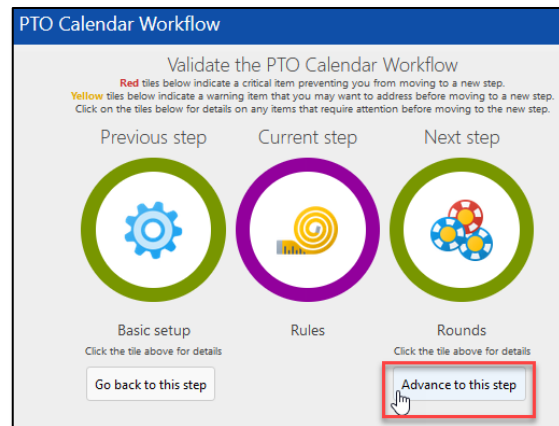 PTO Calendar Workflow
Validate the PTO Calendar Workflow
Red tiles below indicate a critical item preventing you from moving to a new step.
Yellow tiles below indicate a warning item that you may want to address before moving to a new step.
Click on the tiles below for details on any items that require attention before moving to the new step.
Previous step Current step Next step
Basic setup Rules Rounds
Click the tile above for details Click the tile above for details
Go back to this step Advance to this step